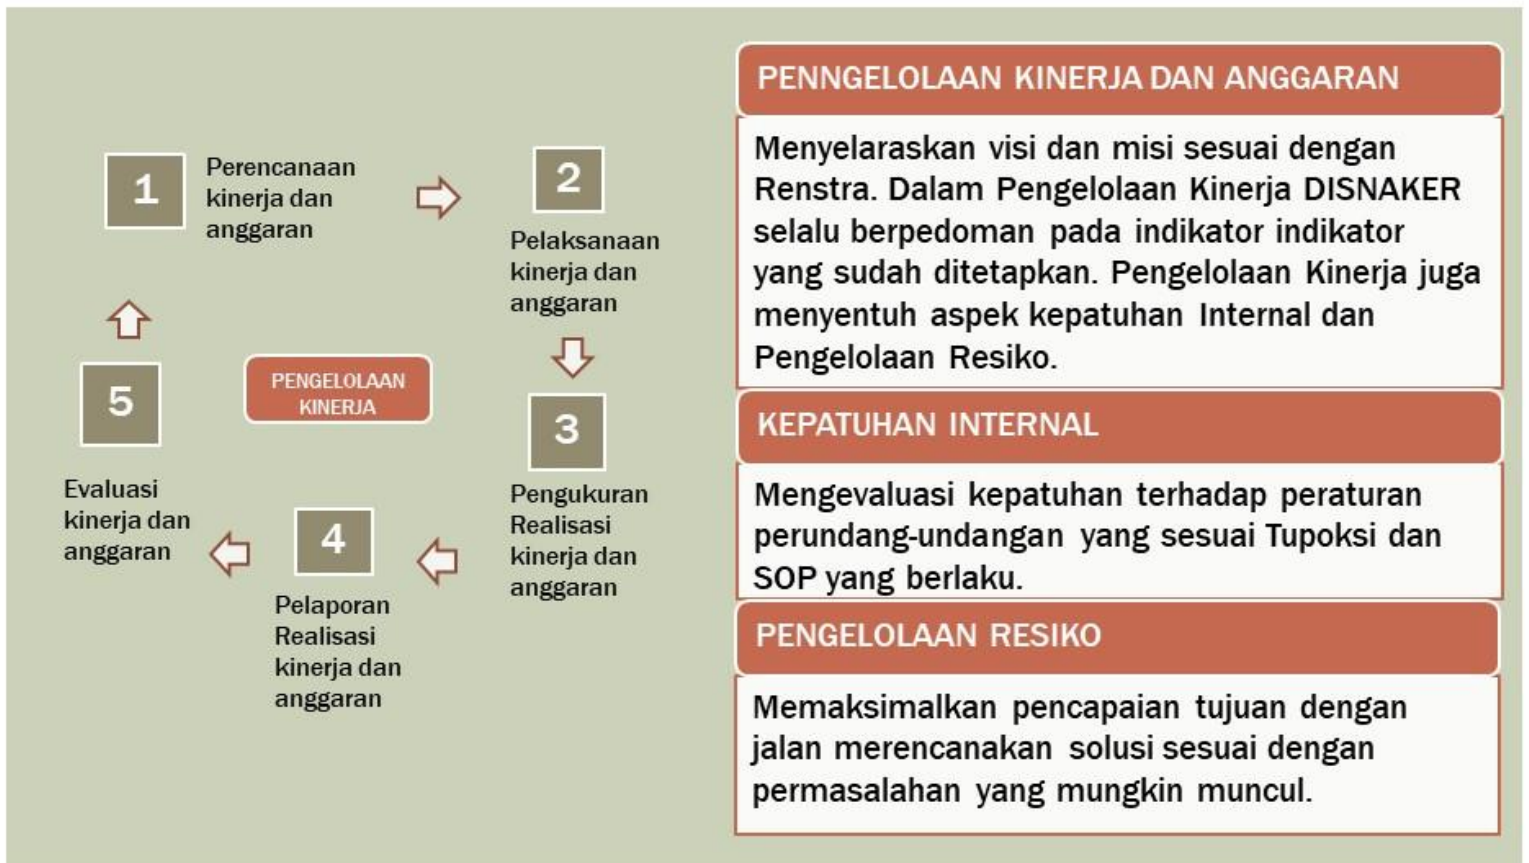 1
Perencanaan
kinerja dan
anggaran
2
Pelaksanaan
kinerja dan
anggaran
3
Pengukuran
Realisasi
kinerja dan
anggaran
4
Pelaporan
Realisasi
kinerja dan
anggaran
5
Evaluasi
kinerja dan
anggaran
PENGELOLAAN
KINERJA
PENNGELOLAAN KINERJA DAN ANGGARAN
Menyelaraskan visi dan misi sesuai dengan
Renstra. Dalam Pengelolaan Kinerja DISNAKER
selalu berpedoman pada indikator indikator
yang sudah ditetapkan. Pengelolaan Kinerja juga
menyentuh aspek kepatuhan Internal dan
Pengelolaan Resiko.
KEPATUHAN INTERNAL
Mengevaluasi kepatuhan terhadap peraturan
perundang-undangan yang sesuai Tupoksi dan
SOP yang berlaku.
PENGELOLAAN RESIKO
Memaksimalkan pencapaian tujuan dengan
jalan merencanakan solusi sesuai dengan
permasalahan yang mungkin muncul.